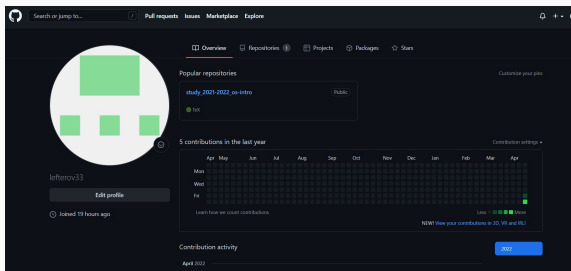 Search or jump to... /
Pull requests Issues Marketplace Explore
Overview Repositories 1 Projects Packages Stars
Popular repositories Customize your pins
study_2021-2022_os-intro Public
TeX
5 contributions in the last year Contribution settings
Apr May Jun Jul Aug Sep Oct Nov Dec Jan Feb Mar Apr
Mon
Wed
Fri
Learn how we count contributions Less More
NEW! View your contributions in 3D, VR and IRL!
lefterov33
Edit profile
Joined 19 hours ago
Contribution activity 2022
April 2022